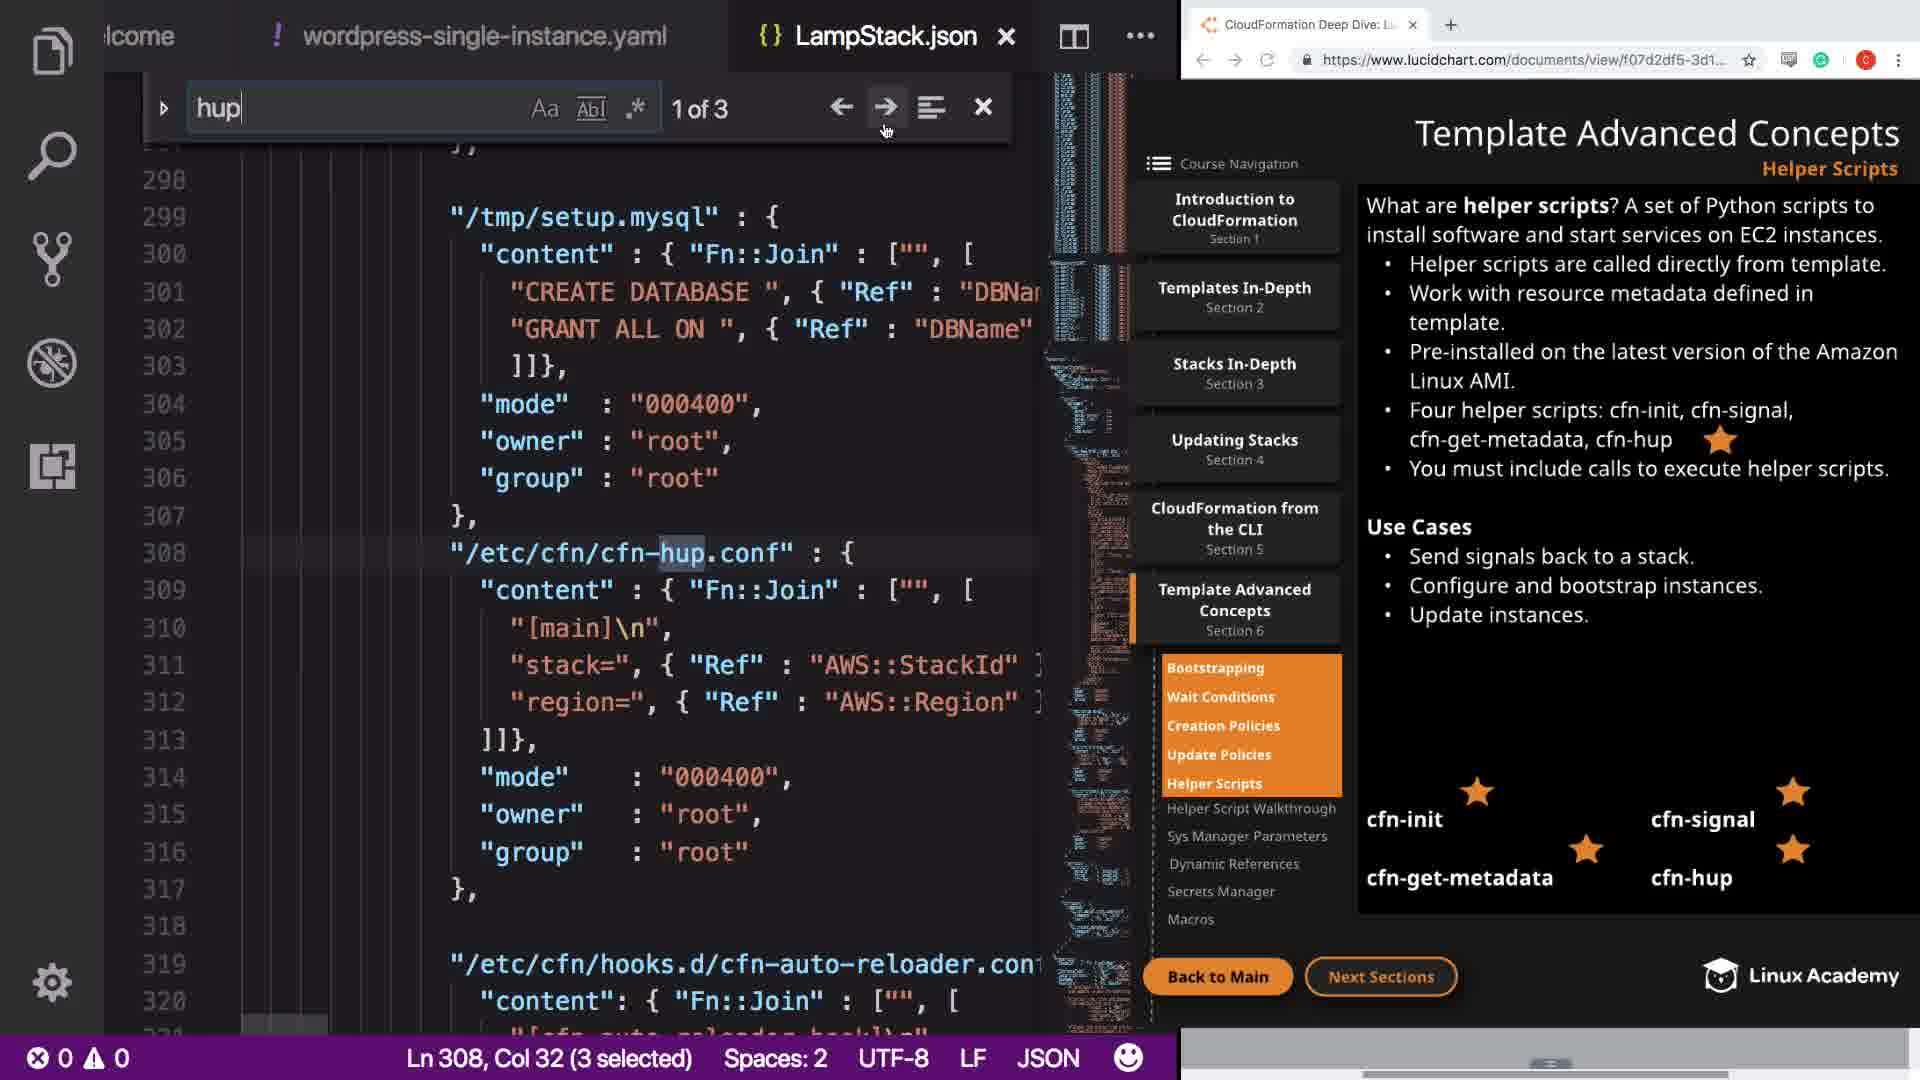 lcome
! wordpress-single-instance.yaml
{} LampStack.json
hup
Aa Abl .*
1 of 3
298
299 "/tmp/setup.mysql" : {
300 "content" : { "Fn::Join" : ["", [
301 "CREATE DATABASE ", { "Ref" : "DBNam
302 "GRANT ALL ON ", { "Ref" : "DBName"
303 ]]},
304 "mode"  : "000400",
305 "owner" : "root",
306 "group" : "root"
307 },
308 "/etc/cfn/cfn-hup.conf" : {
309 "content" : { "Fn::Join" : ["", [
310 "[main]\n",
311 "stack=", { "Ref" : "AWS::StackId" }
312 "region=", { "Ref" : "AWS::Region" }
313 ]]},
314 "mode"    : "000400",
315 "owner"   : "root",
316 "group"   : "root"
317 },
318
319 "/etc/cfn/hooks.d/cfn-auto-reloader.conf
320 "content": { "Fn::Join" : ["", [
"[cfn-auto-reloader-hook]\n"
0 0
Ln 308, Col 32 (3 selected)
Spaces: 2
UTF-8
LF
JSON
CloudFormation Deep Dive: Lu
https://www.lucidchart.com/documents/view/f07d2df5-3d1...
C
Template Advanced Concepts
Helper Scripts
Course Navigation
Introduction to
CloudFormation
Section 1
Templates In-Depth
Section 2
Stacks In-Depth
Section 3
Updating Stacks
Section 4
CloudFormation from
the CLI
Section 5
Template Advanced
Concepts
Section 6
Bootstrapping
Wait Conditions
Creation Policies
Update Policies
Helper Scripts
Helper Script Walkthrough
Sys Manager Parameters
Dynamic References
Secrets Manager
Macros
What are helper scripts? A set of Python scripts to
install software and start services on EC2 instances.
• Helper scripts are called directly from template.
• Work with resource metadata defined in
template.
• Pre-installed on the latest version of the Amazon
Linux AMI.
• Four helper scripts: cfn-init, cfn-signal,
cfn-get-metadata, cfn-hup
• You must include calls to execute helper scripts.
Use Cases
• Send signals back to a stack.
• Configure and bootstrap instances.
• Update instances.
cfn-init
cfn-signal
cfn-get-metadata
cfn-hup
Back to Main
Next Sections
Linux Academy